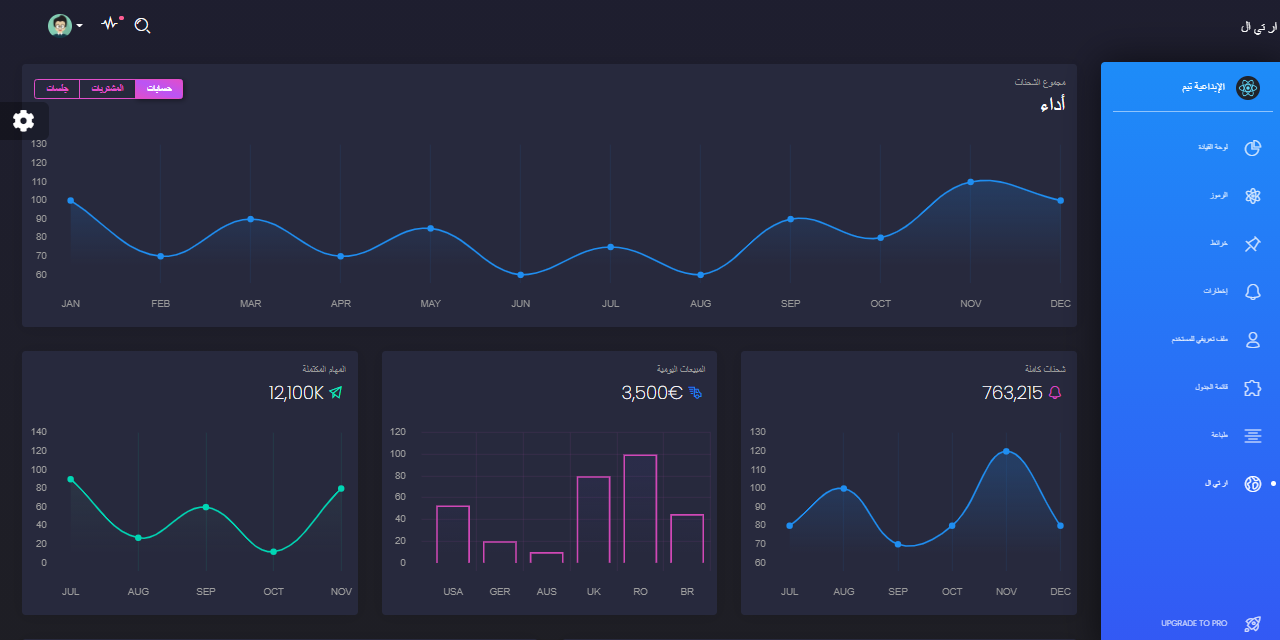 ار تي ال
الإبداعية تيم
لوحة القيادة
الرموز
خرائط
إخطارات
ملف تعريفي للمستخدم
قائمة الجدول
طباعة
ار تي ال
UPGRADE TO PRO
مجموع الشحنات
أداء
حسابات
المشتريات
جلسات
130
120
110
100
90
80
70
60
JAN FEB MAR APR MAY JUN JUL AUG SEP OCT NOV DEC
شحنات كاملة
763,215
130
120
110
100
90
80
70
60
JUL AUG SEP OCT NOV DEC
المبيعات اليومية
3,500€
120
100
80
60
40
20
0
USA GER AUS UK RO BR
المهام المكتملة
12,100K
140
120
100
80
60
40
20
0
JUL AUG SEP OCT NOV